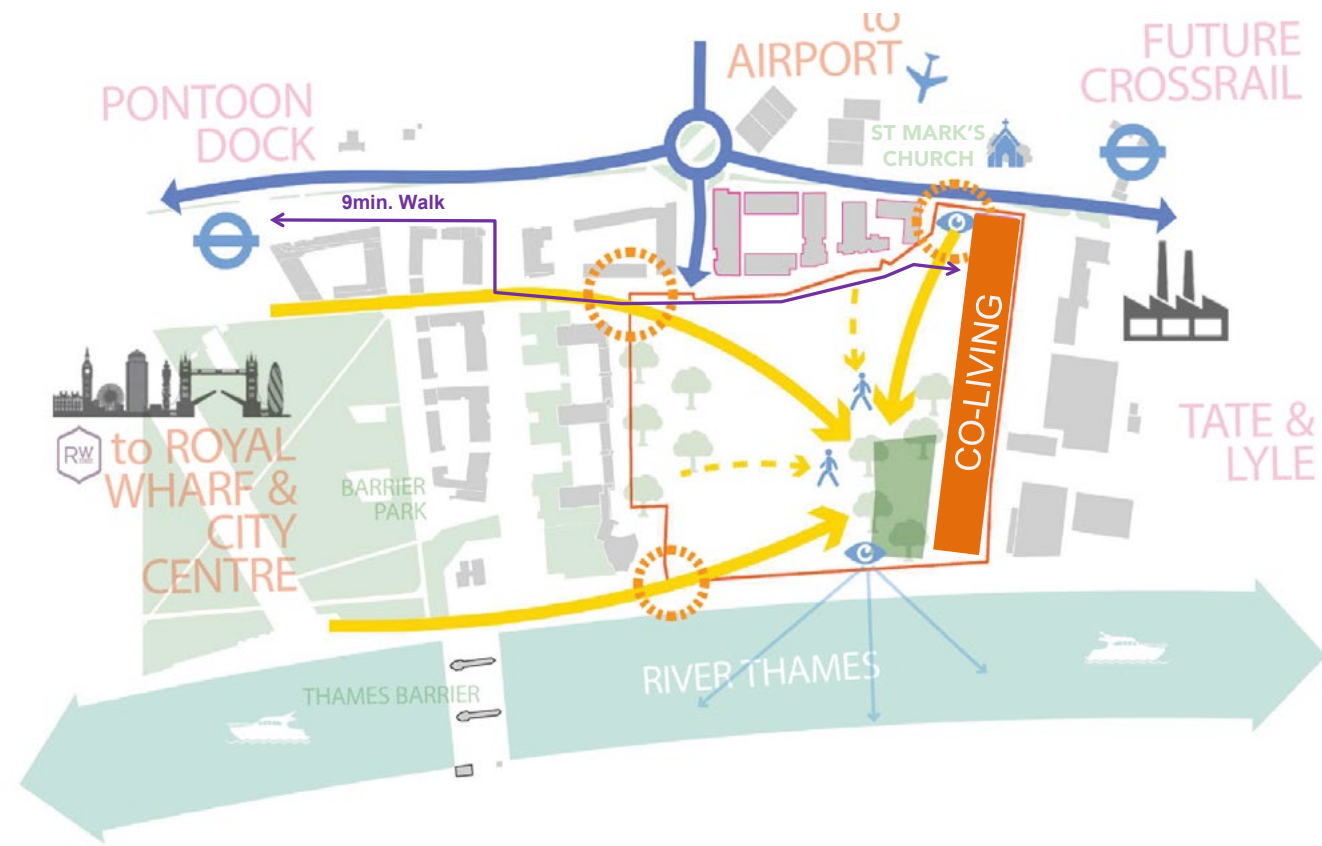 to
AIRPORT
FUTURE
CROSSRAIL
PONTOON
DOCK
ST MARK'S
CHURCH
9min. Walk
CO-LIVING
TATE &
LYLE
RW
to ROYAL
WHARF &
CITY
CENTRE
BARRIER
PARK
RIVER THAMES
THAMES BARRIER